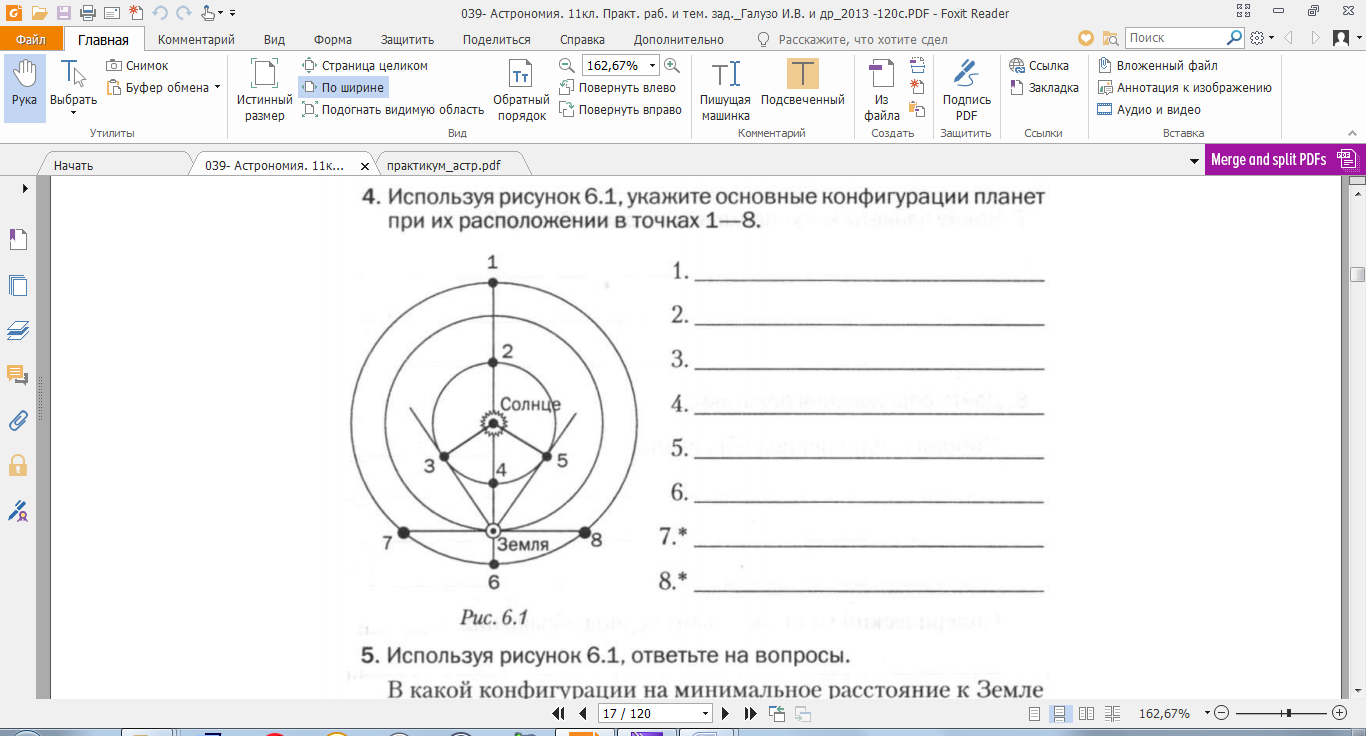 039- Астрономия. 11кл. Практ. раб. и тем. зад._Галузо И.В. и др_2013 -120с.PDF - Foxit Reader
Файл Главная Комментарий Вид Форма Защитить Поделиться Справка Дополнительно Расскажите, что хотите сдел Поиск
Рука
Выбрать
Снимок
Буфер обмена
Утилиты
Истинный размер
Страница целиком
По ширине
Подогнать видимую область
Вид
Обратный порядок
162,67%
Повернуть влево
Повернуть вправо
Пишущая машинка
Подсвеченный
Комментарий
Из файла
Создать
Подпись PDF
Защитить
Ссылка
Закладка
Ссылки
Вложенный файл
Аннотация к изображению
Аудио и видео
Вставка
Начать 039- Астрономия. 11к... практикум_астр.pdf Merge and split PDFs
4. Используя рисунок 6.1, укажите основные конфигурации планет
при их расположении в точках 1—8.
1
2
Солнце
3
4
5
7
Земля
8
6
Рис. 6.1
1.
2.
3.
4.
5.
6.
7.*
8.*
5. Используя рисунок 6.1, ответьте на вопросы.
В какой конфигурации на минимальное расстояние к Земле
17 / 120 162,67%